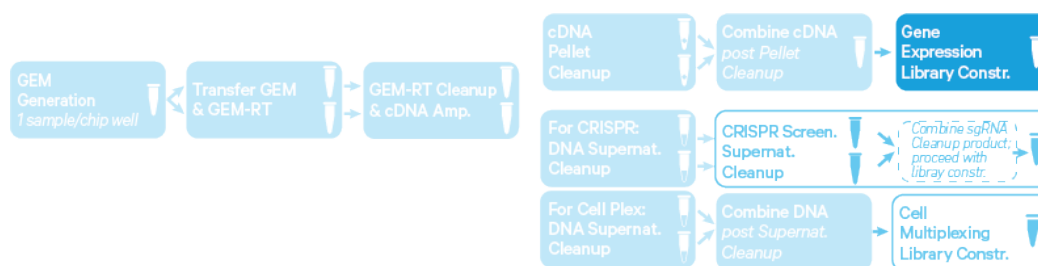 GEM
Generation
1 sample/chip well
Transfer GEM
& GEM-RT
GEM-RT Cleanup
& cDNA Amp.
cDNA
Pellet
Cleanup
Combine cDNA
post Pellet
Cleanup
Gene
Expression
Library Constr.
For CRISPR:
DNA Supernat.
Cleanup
CRISPR Screen.
Supernat.
Cleanup
Combine sgRNA
Cleanup product;
proceed with
libray constr.
For Cell Plex:
DNA Supernat.
Cleanup
Combine DNA
post Supernat.
Cleanup
Cell
Multiplexing
Library Constr.